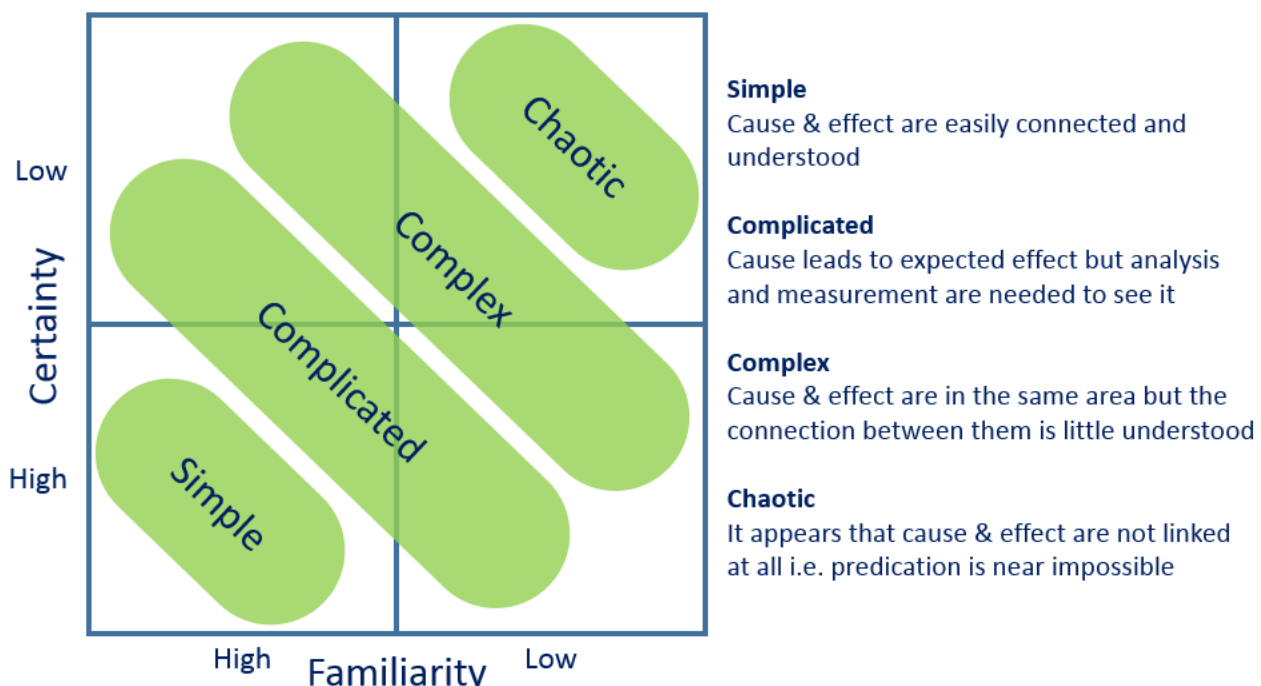 Simple
Cause & effect are easily connected and
understood
Complicated
Cause leads to expected effect but analysis
and measurement are needed to see it
Complex
Cause & effect are in the same area but the
connection between them is little understood
Chaotic
It appears that cause & effect are not linked
at all i.e. predication is near impossible
Chaotic
Complex
Complicated
Simple
Low
Certainty
High
High
Familiarity
Low